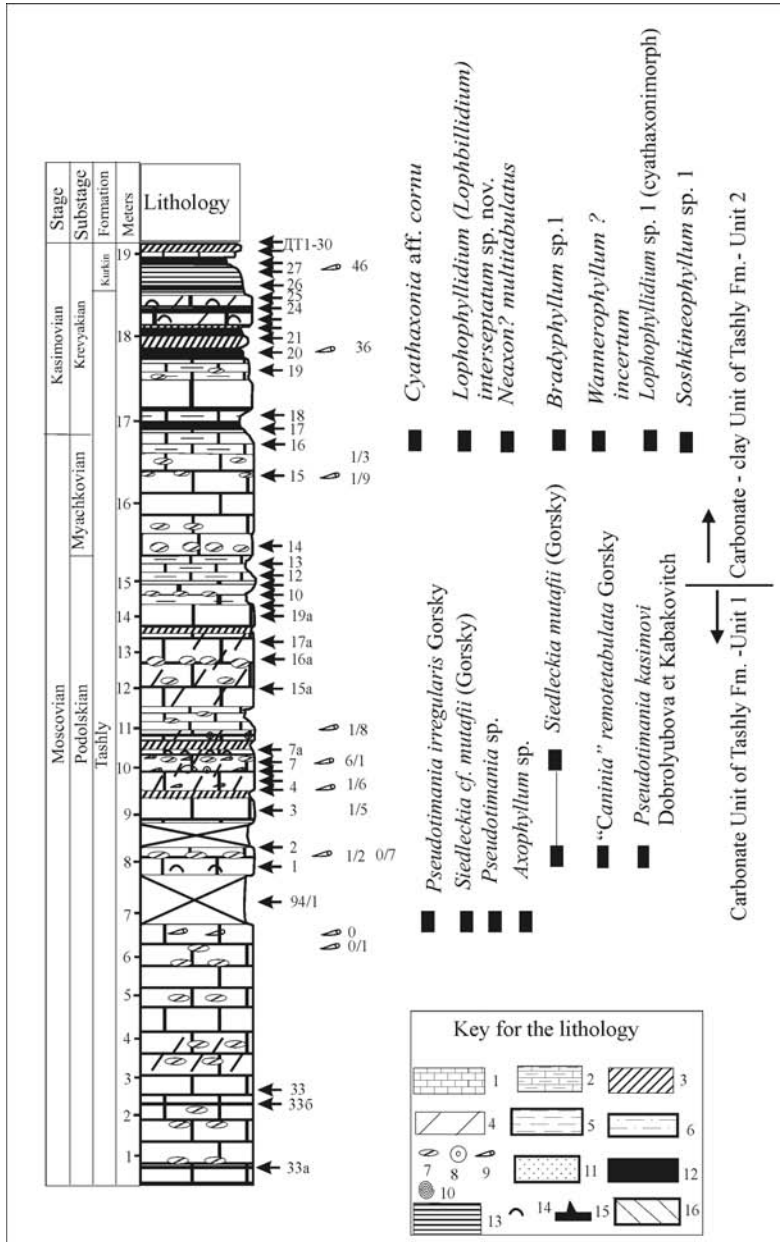 Stage
Substage
Formation
Meters
Lithology
Kasimovian
Krevyakian
Kurkin
Moscovian
Myachkovian
Podolskian
Tashly
19
18
17
16
15
14
13
12
11
10
9
8
7
6
5
4
3
2
1
ДТ1-30
27 46
26
25
24
21
20 36
19
18
17
16
1/3
15 1/9
14
13
12
10
19a
17a
16a
15a
1/8
7a
7 6/1
4 1/6
3 1/5
2 1/2 0/7
1
94/1
0
0/1
33
33б
33a
Cyathaxonia aff. cornu
Lophophyllidium (Lophbillidium)
interseptatum sp. nov.
Neaxon? multitabulatus
Bradyphyllum sp.1
Wannerophyllum ?
incertum
Lophophyllidium sp. 1 (cyathaxonimorph)
Soshkineophyllum sp. 1
Carbonate - clay Unit of Tashly Fm.- Unit 2
Pseudotimania irregularis Gorsky
Siedleckia cf. mutafii (Gorsky)
Pseudotimania sp.
Axophyllum sp.
Siedleckia mutafii (Gorsky)
“Caninia” remotetabulata Gorsky
Pseudotimania kasimovi
Dobrolyubova et Kabakovitch
Carbonate Unit of Tashly Fm. -Unit 1
Key for the lithology
1 2 3
4 5 6
7 8 9 11 12
10
13 14 15 16